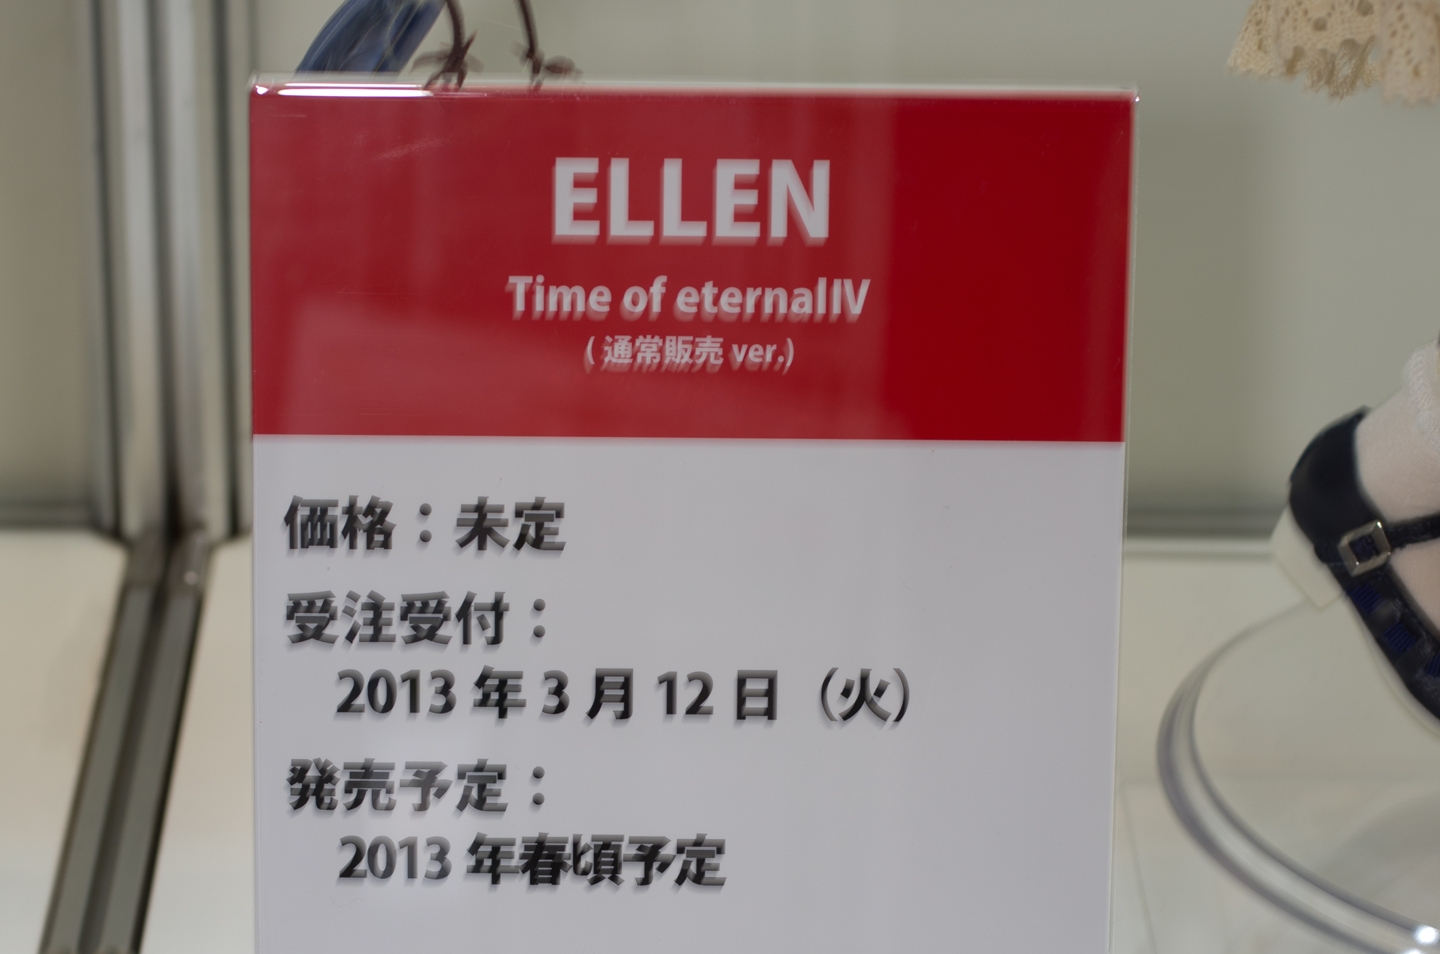 ELLEN
Time of eternalIV
(通常販売 ver.)
価格：未定
受注受付：
2013 年 3 月 12 日（火）
発売予定：
2013 年春頃予定